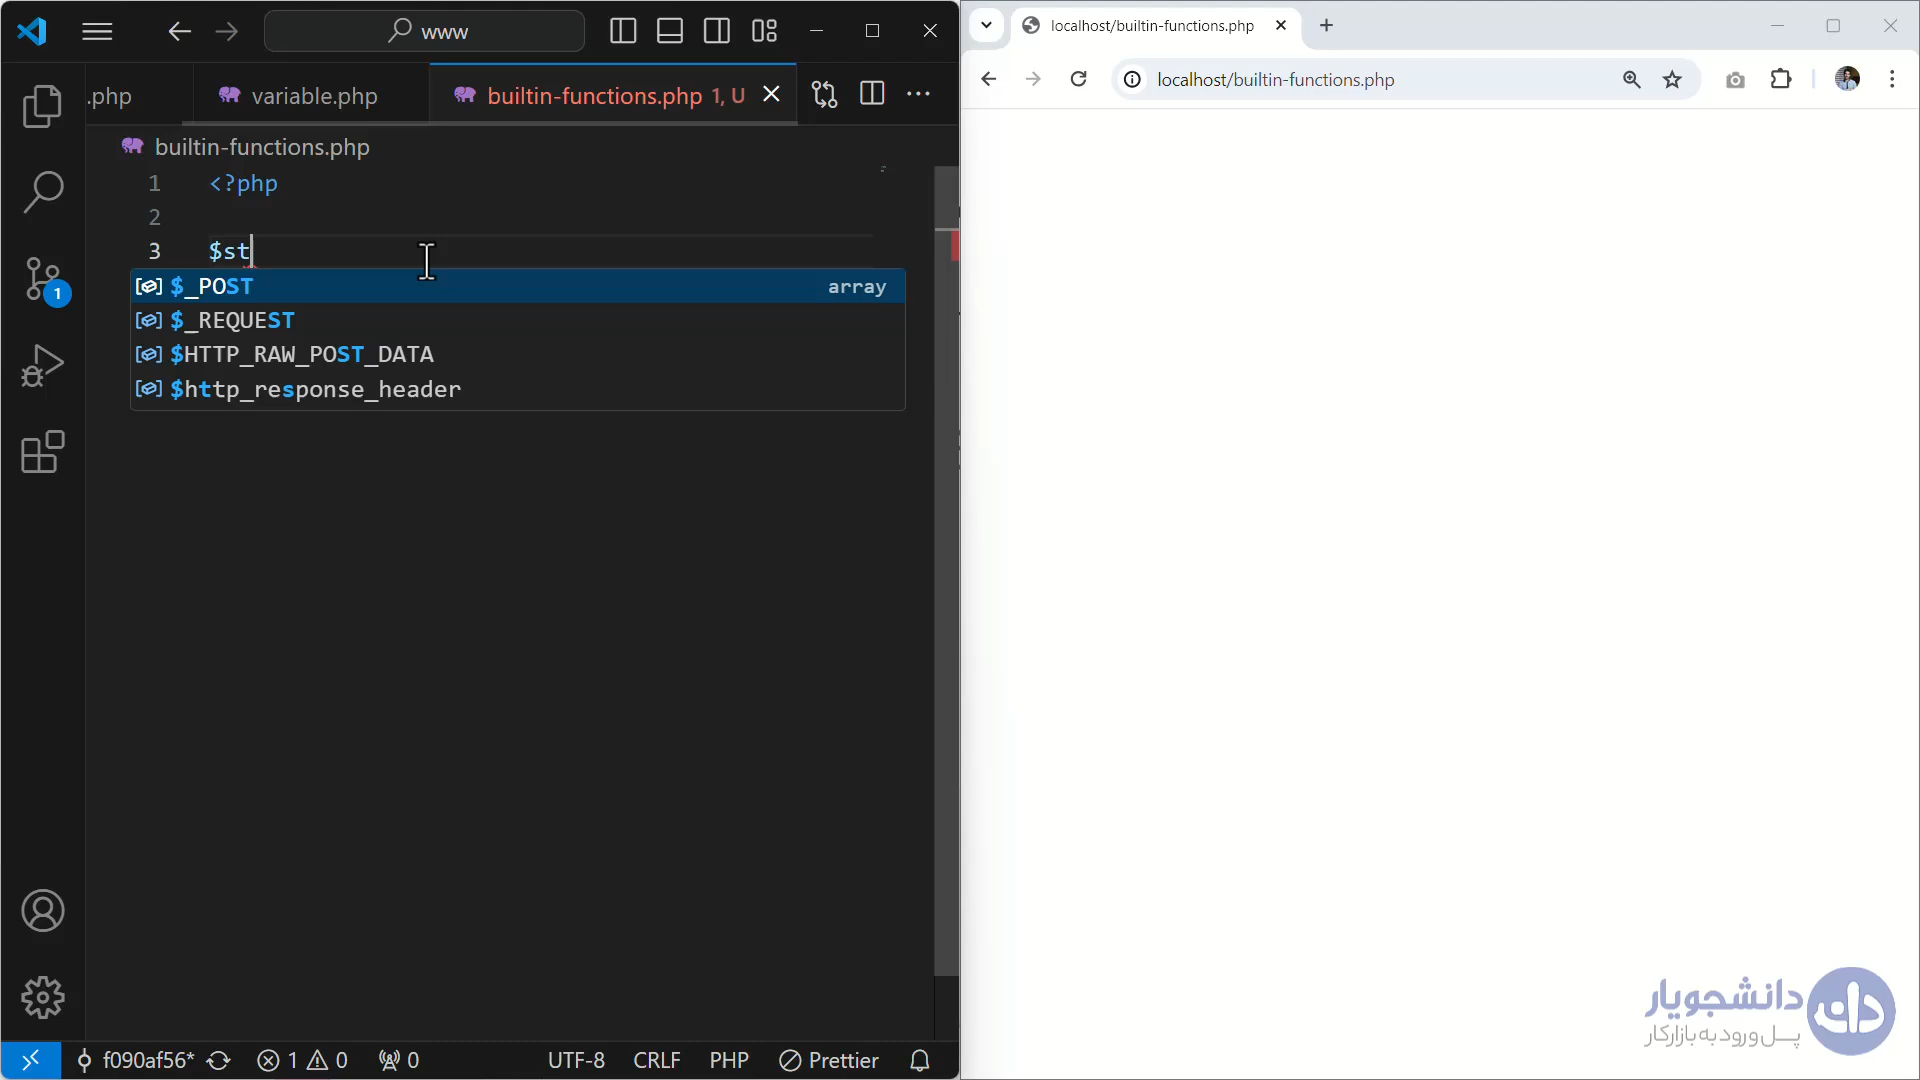 www
.php
variable.php
builtin-functions.php 1, U
builtin-functions.php
1 <?php
2
3 $st
$_POST array
$_REQUEST
$HTTP_RAW_POST_DATA
$http_response_header
1
f090af56* 1 0 0 UTF-8 CRLF PHP Prettier
localhost/builtin-functions.php
localhost/builtin-functions.php
دانشجویار
پل ورود به بازار کار